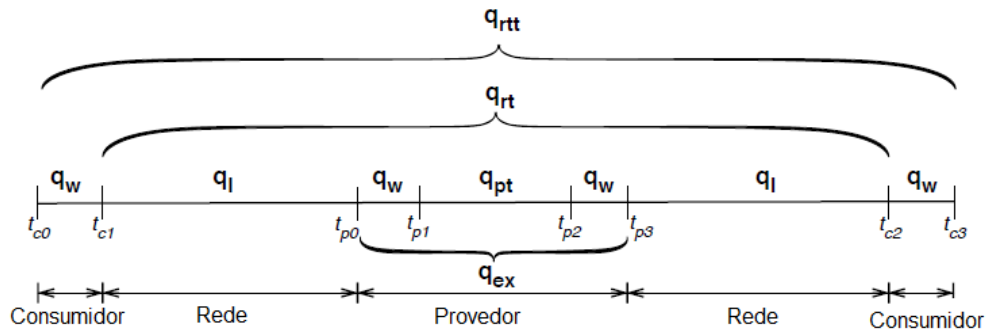 q_rtt
q_rt
q_w q_l q_w q_pt q_w q_l q_w
t_c0 t_c1 t_p0 t_p1 t_p2 t_p3 t_c2 t_c3
q_ex
Consumidor Rede Provedor Rede Consumidor